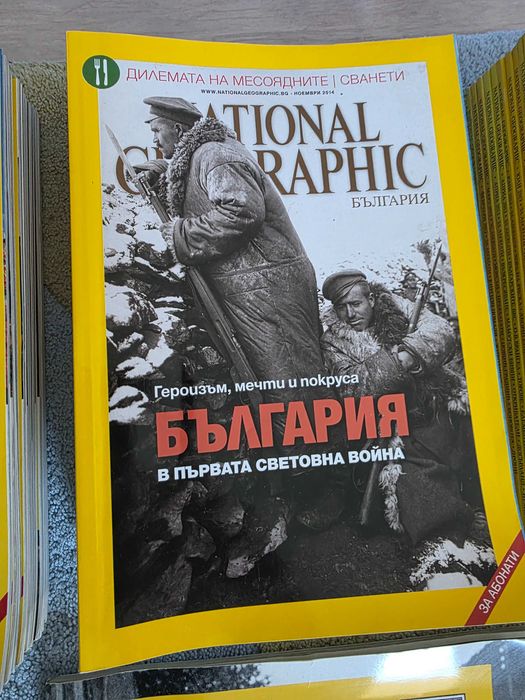 ДИЛЕМАТА НА МЕСОЯДНИТЕ | СВАНЕТИ
WWW.NATIONALGEOGRAPHIC.BG • НОЕМВРИ 2014
NATIONAL
GEOGRAPHIC
БЪЛГАРИЯ
Героизъм, мечти и покруса
БЪЛГАРИЯ
В ПЪРВАТА СВЕТОВНА ВОЙНА
ЗА АБОНАТИ